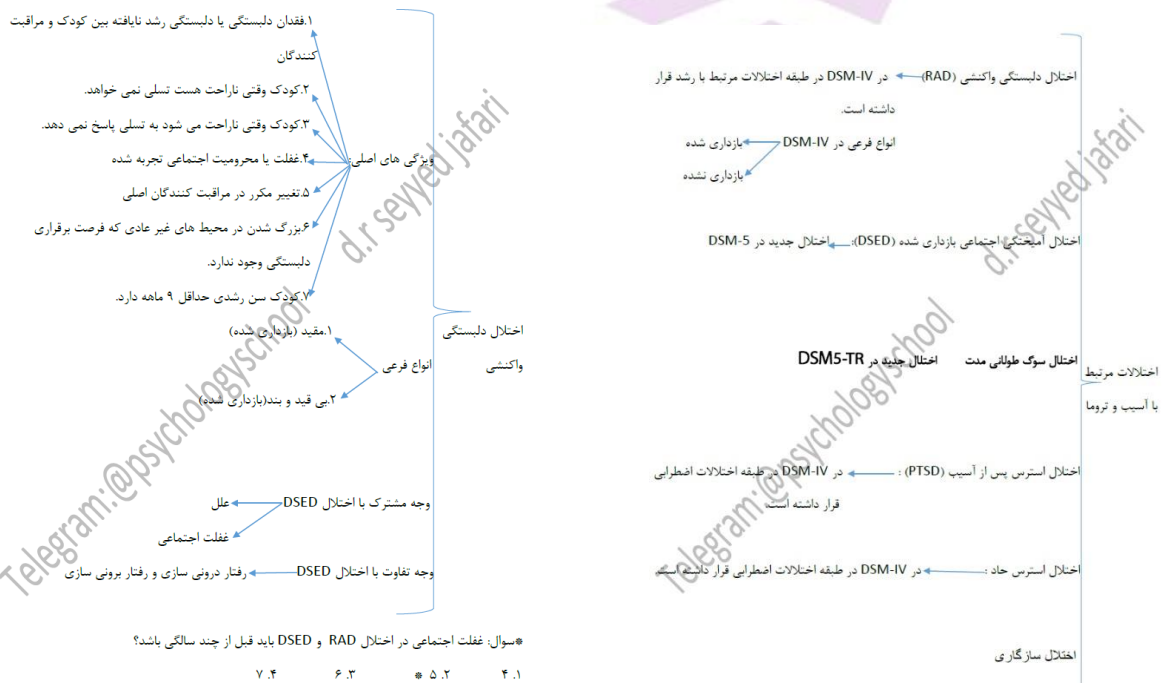 اختلالات مرتبط
با آسیب و تروما
اختلال دلبستگی واکنشی (RAD) در DSM-IV در طبقه اختلالات مرتبط با رشد قرار
داشته است.
انواع فرعی در DSM-IV بازداری شده
بازداری نشده
اختلال آمیختگی اجتماعی بازداری شده (DSED): اختلال جدید در DSM-5
اختلال سوگ طولانی مدت اختلال جدید در DSM5-TR
اختلال استرس پس از آسیب (PTSD) : در DSM-IV در طبقه اختلالات اضطرابی
قرار داشته است.
اختلال استرس حاد : در DSM-IV در طبقه اختلالات اضطرابی قرار داشته است.
اختلال سازگاری
Telegram:@psychologyschool d.r seyyed jafari
اختلال دلبستگی
واکنشی
ویژگی های اصلی:
۱.فقدان دلبستگی یا دلبستگی رشد نایافته بین کودک و مراقبت
کنندگان
۲.کودک وقتی ناراحت هست تسلی نمی خواهد.
۳.کودک وقتی ناراحت می شود به تسلی پاسخ نمی دهد.
۴.غفلت یا محرومیت اجتماعی تجربه شده
۵.تغییر مکرر در مراقبت کنندگان اصلی
۶.بزرگ شدن در محیط های غیر عادی که فرصت برقراری
دلبستگی وجود ندارد.
۷.کودک سن رشدی حداقل ۹ ماهه دارد.
انواع فرعی
۱.مقید (بازداری شده)
۲.بی قید و بند(بازداری شده)
وجه مشترک با اختلال DSED علل
غفلت اجتماعی
وجه تفاوت با اختلال DSED رفتار درونی سازی و رفتار برونی سازی
*سوال: غفلت اجتماعی در اختلال RAD و DSED باید قبل از چند سالگی باشد؟
۱. ۴ ۲. ۵ * ۳. ۶ ۴. ۷
Telegram:@psychologyschool d.r seyyed jafari